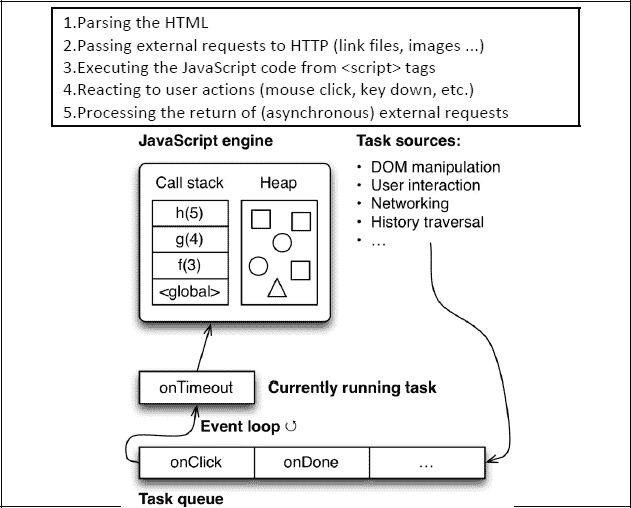 1.Parsing the HTML
2.Passing external requests to HTTP (link files, images ...)
3.Executing the JavaScript code from <script> tags
4.Reacting to user actions (mouse click, key down, etc.)
5.Processing the return of (asynchronous) external requests
JavaScript engine
Call stack
Heap
h(5)
g(4)
f(3)
<global>
Task sources:
• DOM manipulation
• User interaction
• Networking
• History traversal
• ...
onTimeout
Currently running task
Event loop ↺
onClick
onDone
...
Task queue